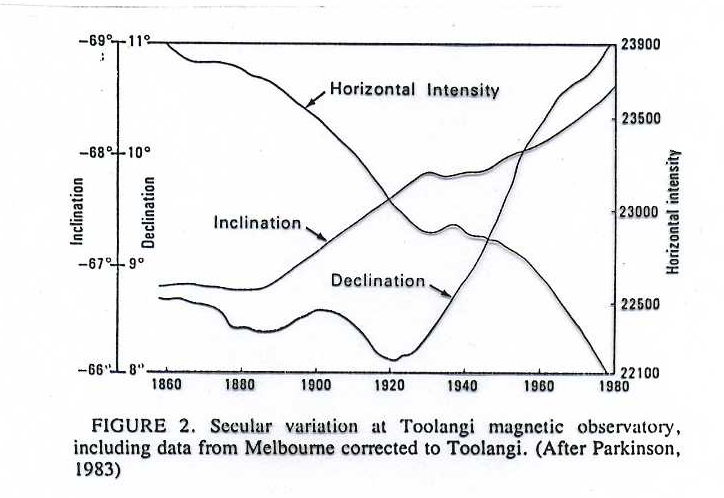 −69° −11° 23900
Horizontal Intensity
23500
−68° 10°
Inclination
Declination
Horizontal intensity
23000
Inclination
−67° 9°
Declination
22500
−66° 8° 22100
1860 1880 1900 1920 1940 1960 1980
FIGURE 2. Secular variation at Toolangi magnetic observatory,
including data from Melbourne corrected to Toolangi. (After Parkinson,
1983)